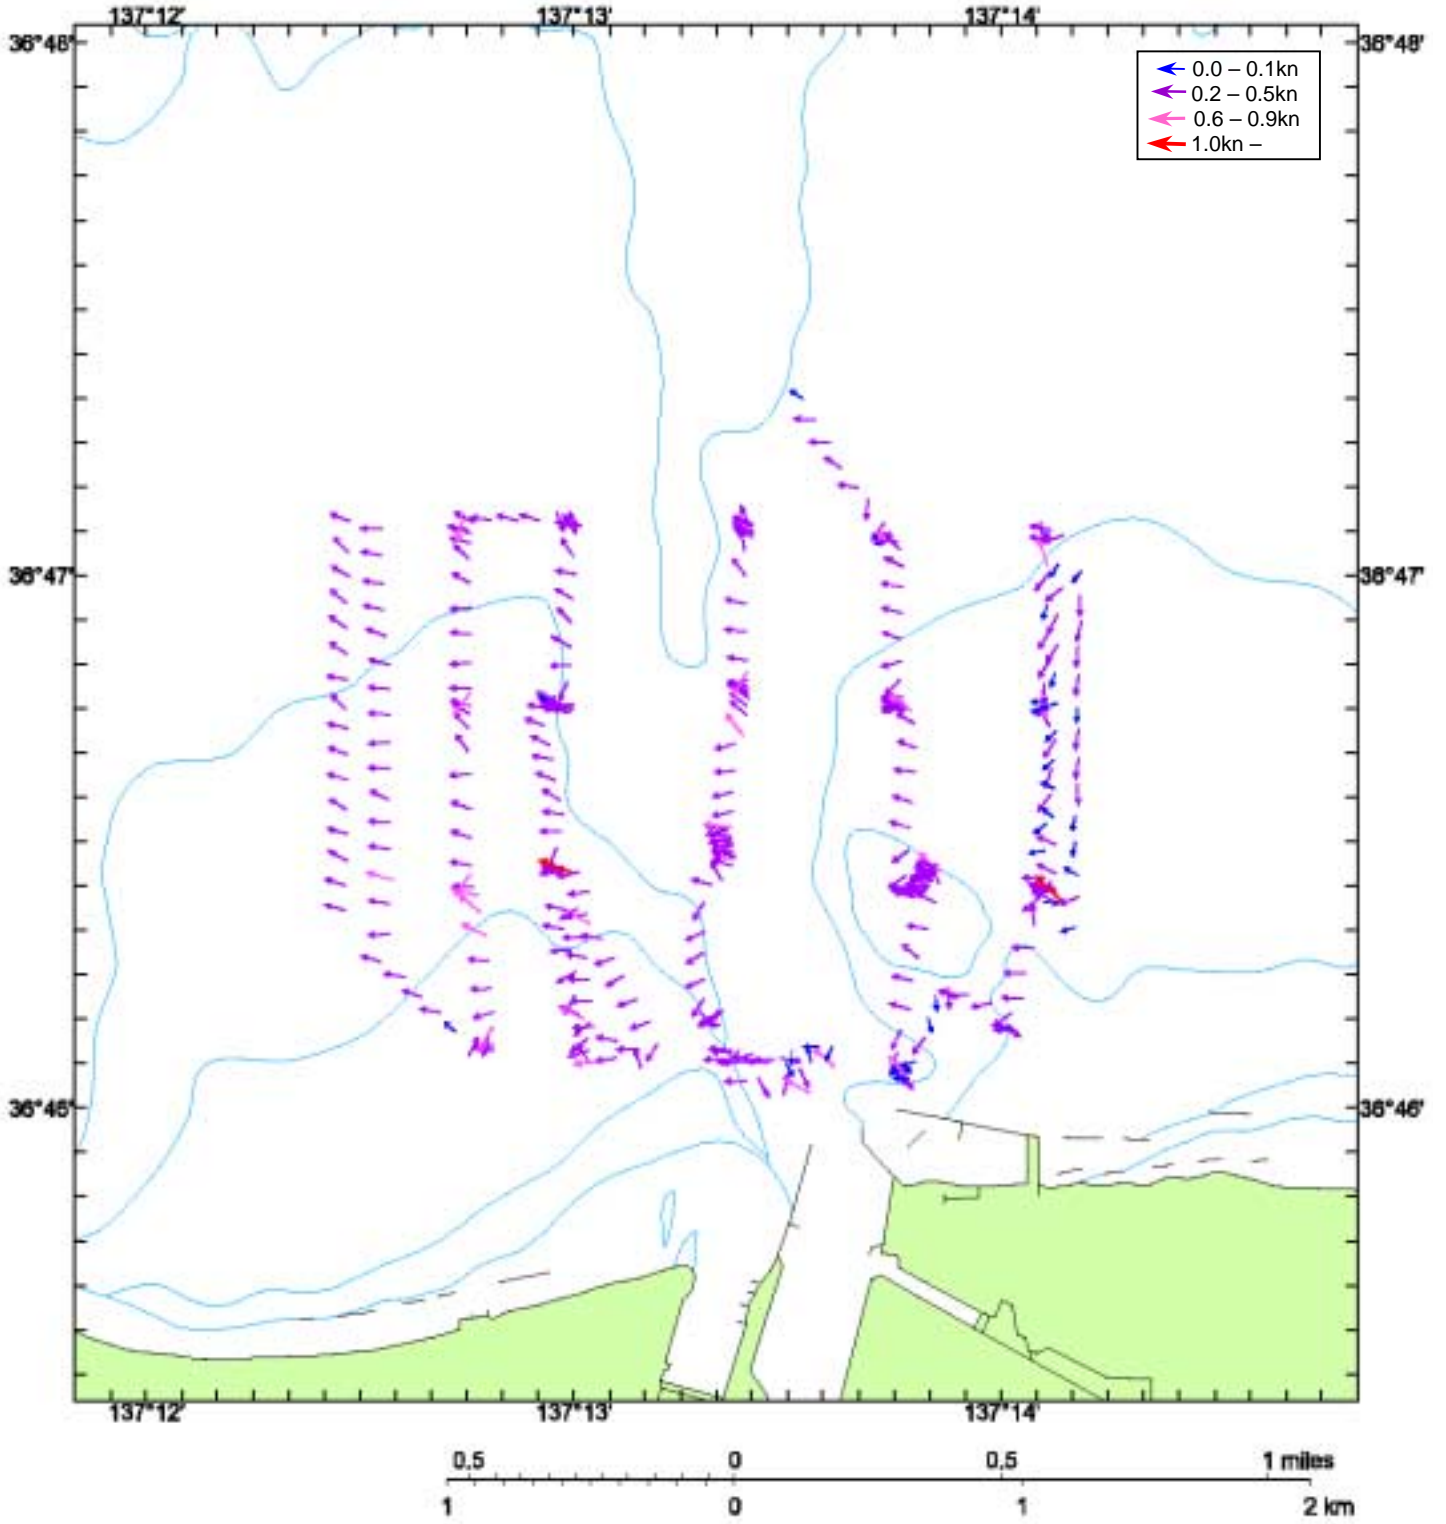 137°12' 137°13' 137°14'
36°48' 36°48'
0.0 – 0.1kn
0.2 – 0.5kn
0.6 – 0.9kn
1.0kn –
36°47' 36°47'
36°46' 36°46'
137°12' 137°13' 137°14'
0.5 0 0.5 1 miles
1 0 1 2 km